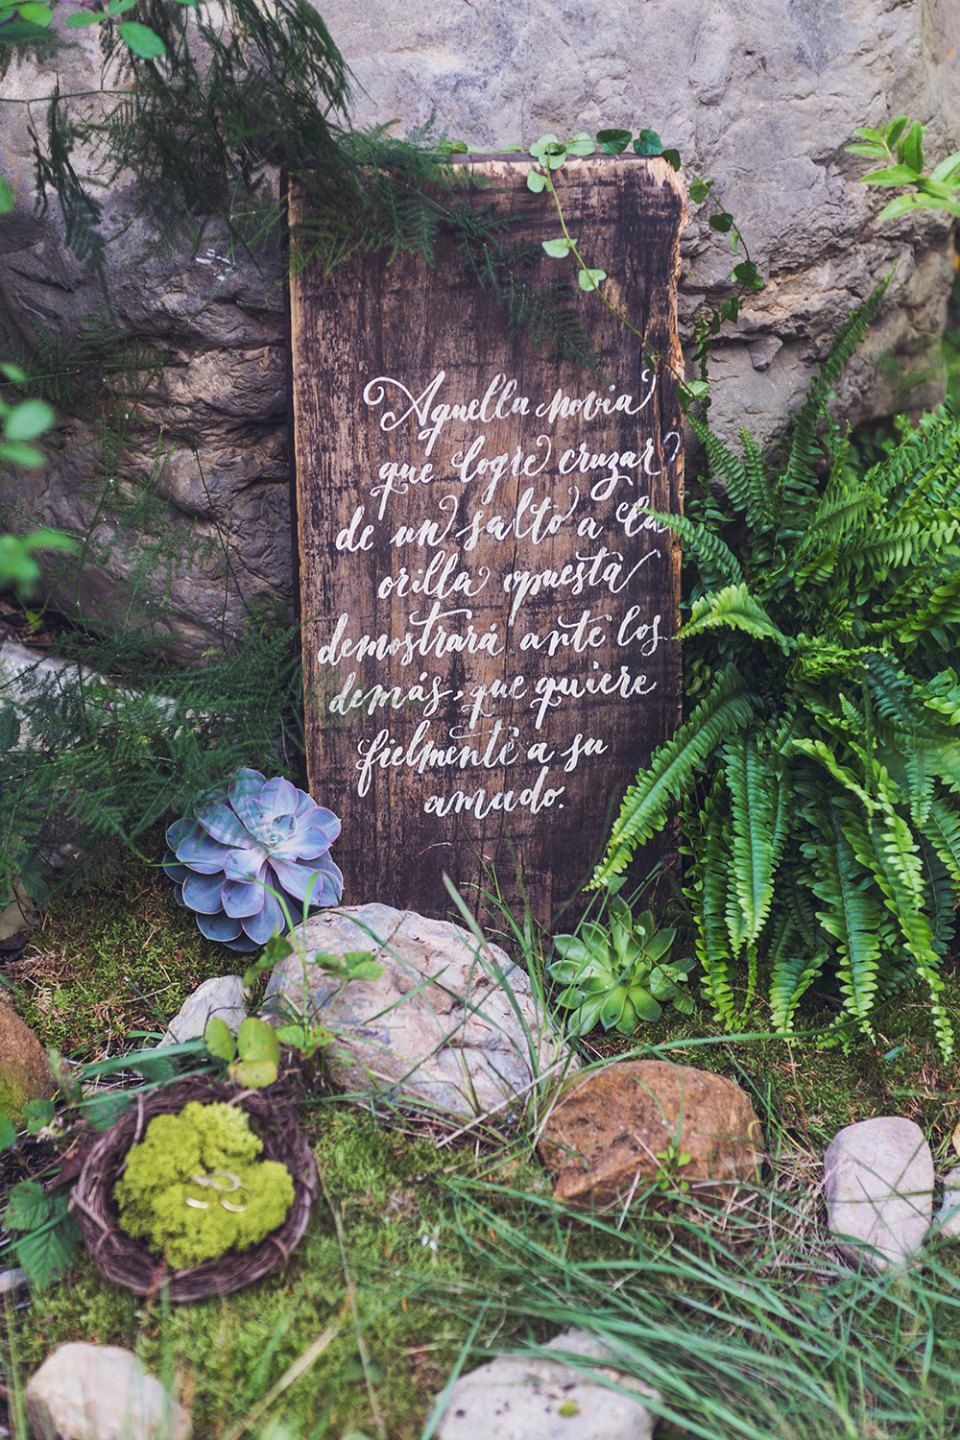 Aquella novia
que logre cruzar
de un salto a la
orilla opuesta
demostrará ante los
demás, que quiere
fielmente a su
amado.